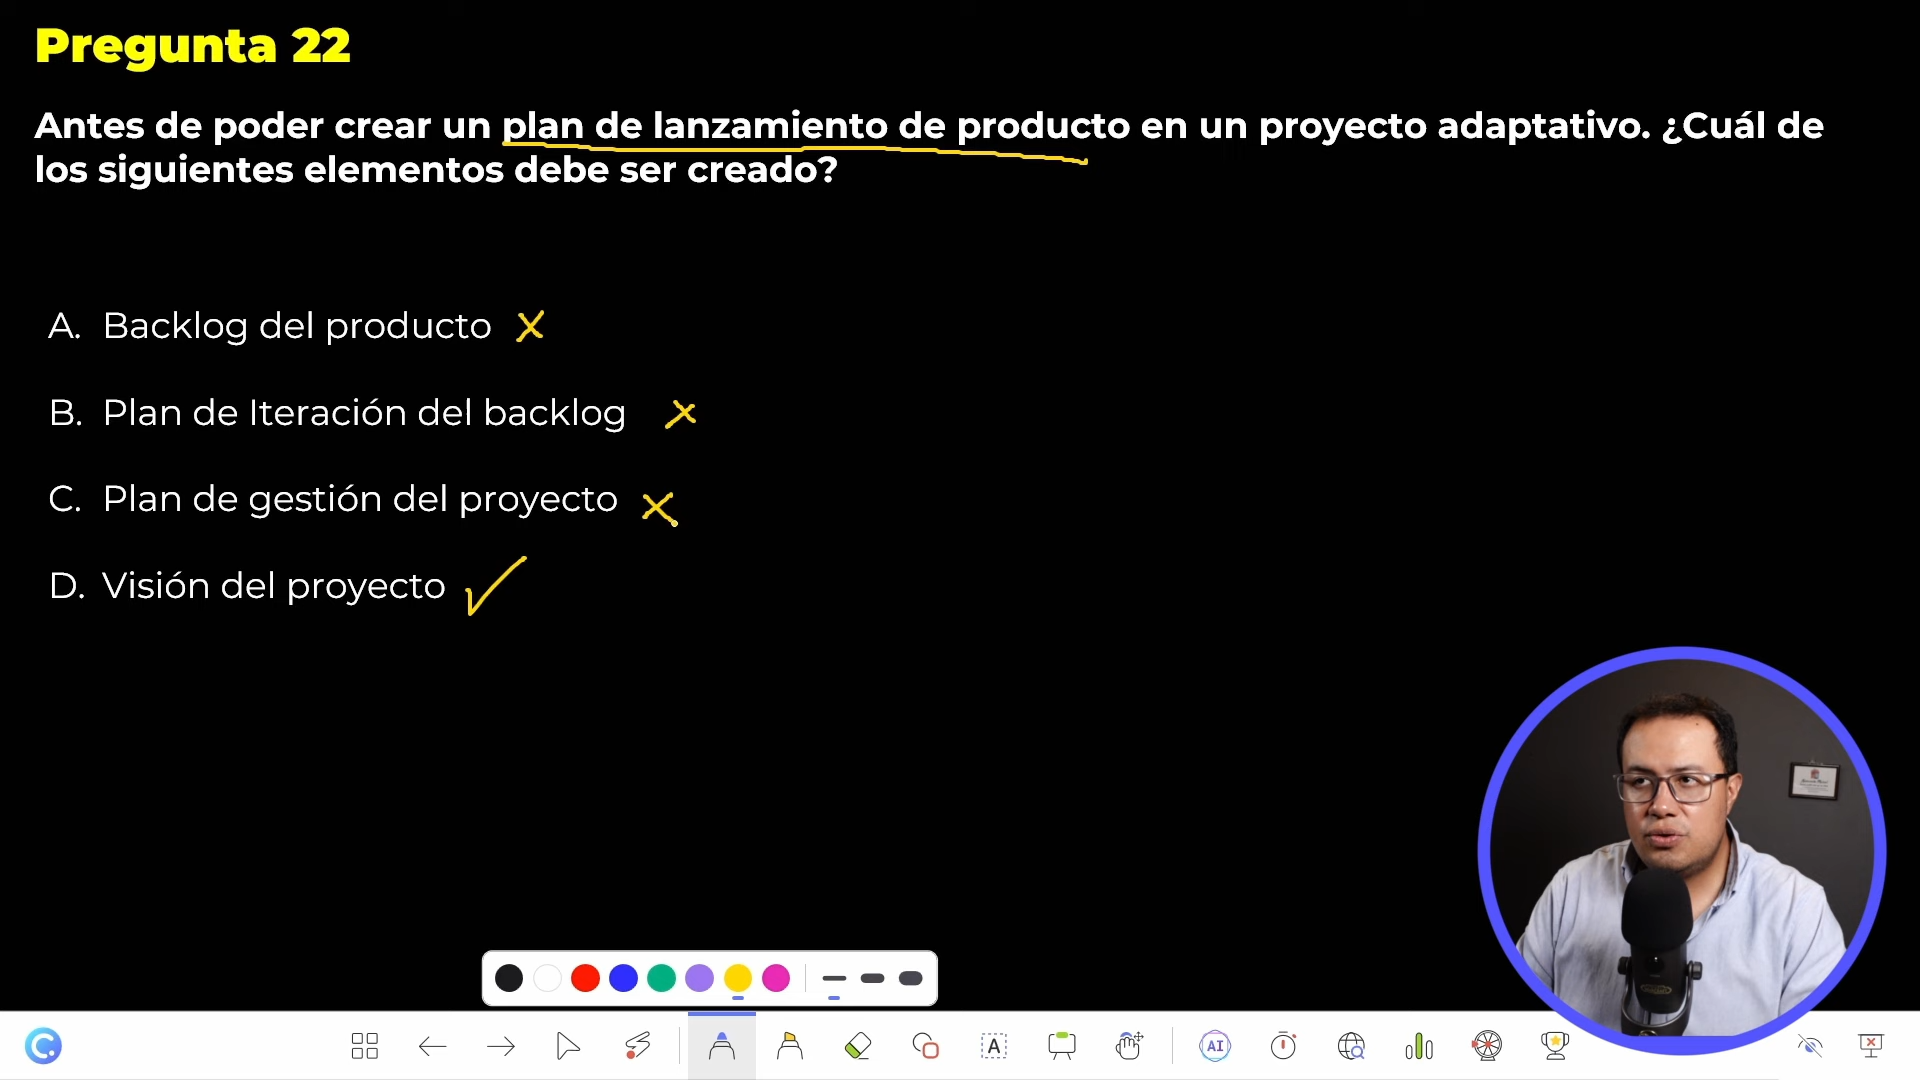 Pregunta 22
Antes de poder crear un plan de lanzamiento de producto en un proyecto adaptativo. ¿Cuál de
los siguientes elementos debe ser creado?
A. Backlog del producto
B. Plan de Iteración del backlog
C. Plan de gestión del proyecto
D. Visión del proyecto
A
AI